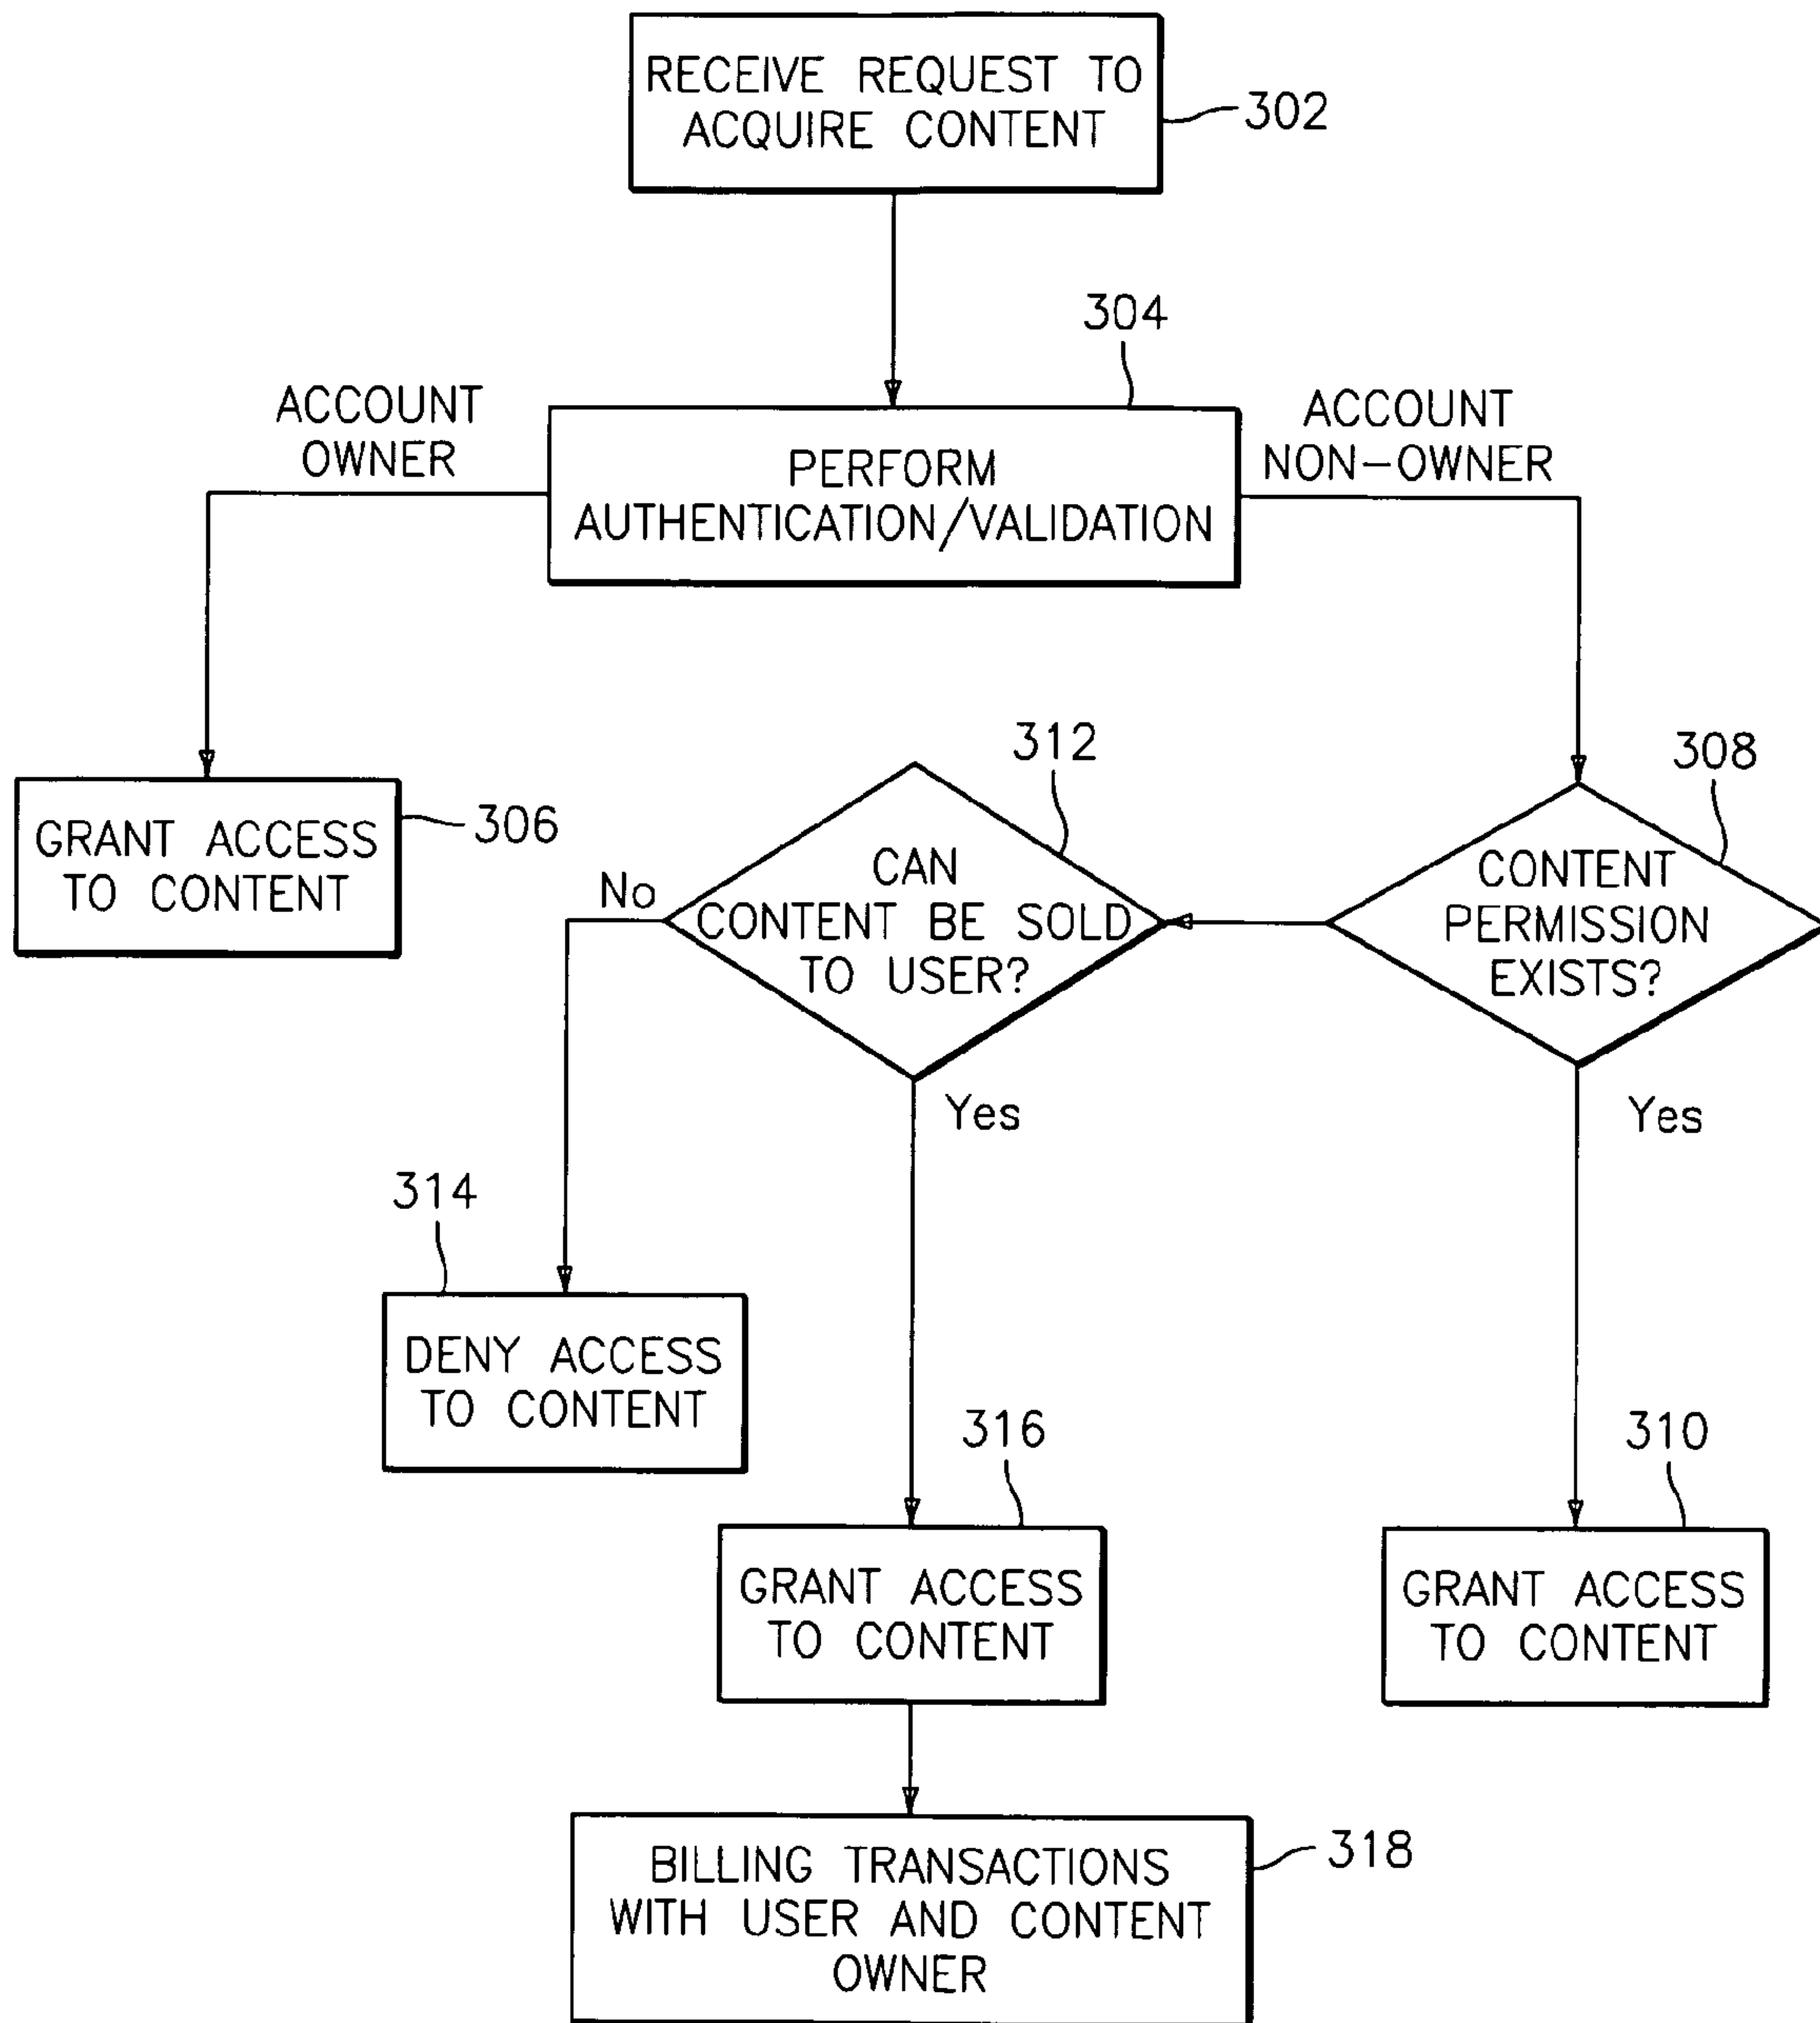 RECEIVE REQUEST TO
ACQUIRE CONTENT
302
304
ACCOUNT
OWNER
PERFORM
AUTHENTICATION/VALIDATION
ACCOUNT
NON-OWNER
GRANT ACCESS
TO CONTENT
306
312
CAN
CONTENT BE SOLD
TO USER?
No
Yes
308
CONTENT
PERMISSION
EXISTS?
Yes
314
DENY ACCESS
TO CONTENT
316
GRANT ACCESS
TO CONTENT
310
GRANT ACCESS
TO CONTENT
BILLING TRANSACTIONS
WITH USER AND CONTENT
OWNER
318